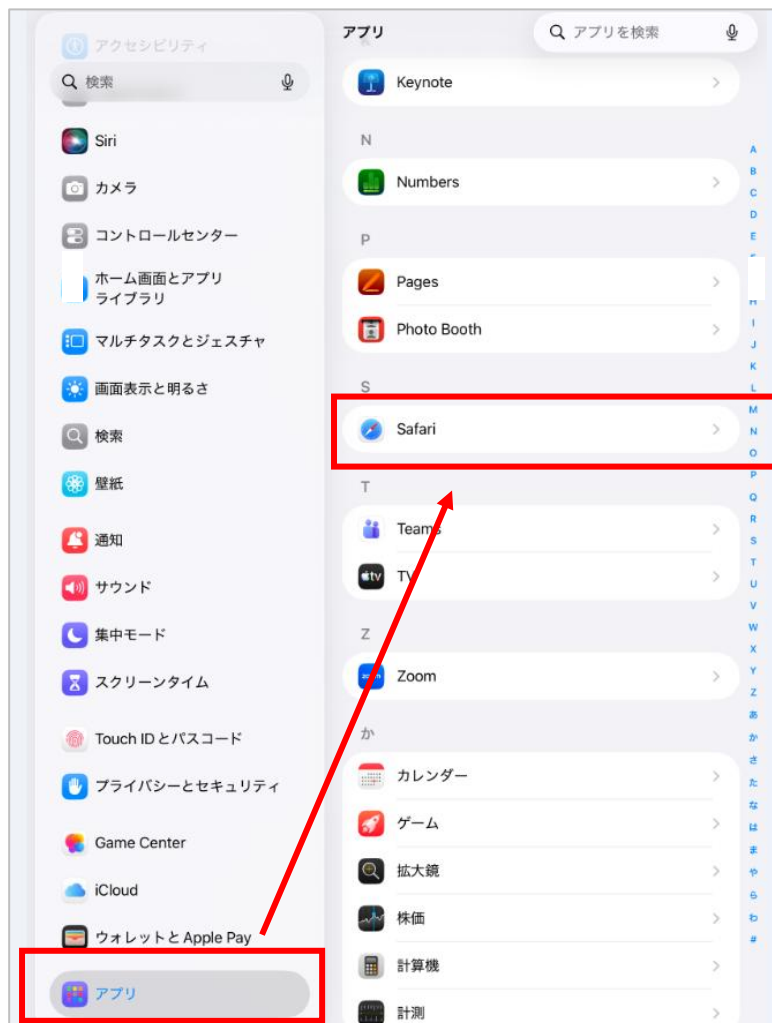 アクセシビリティ
検索
Siri
カメラ
コントロールセンター
ホーム画面とアプリ
ライブラリ
マルチタスクとジェスチャ
画面表示と明るさ
検索
壁紙
通知
サウンド
集中モード
スクリーンタイム
Touch IDとパスコード
プライバシーとセキュリティ
Game Center
iCloud
ウォレットとApple Pay
アプリ
アプリ
アプリを検索
Keynote
N
Numbers
P
Pages
Photo Booth
S
Safari
T
Teams
tv
TV
Z
zoom
Zoom
か
カレンダー
ゲーム
拡大鏡
株価
計算機
計測
A
B
C
D
E
H
I
J
K
L
M
N
O
P
Q
R
S
T
U
V
W
X
Y
Z
あ
か
さ
た
な
は
ま
や
ら
わ
#